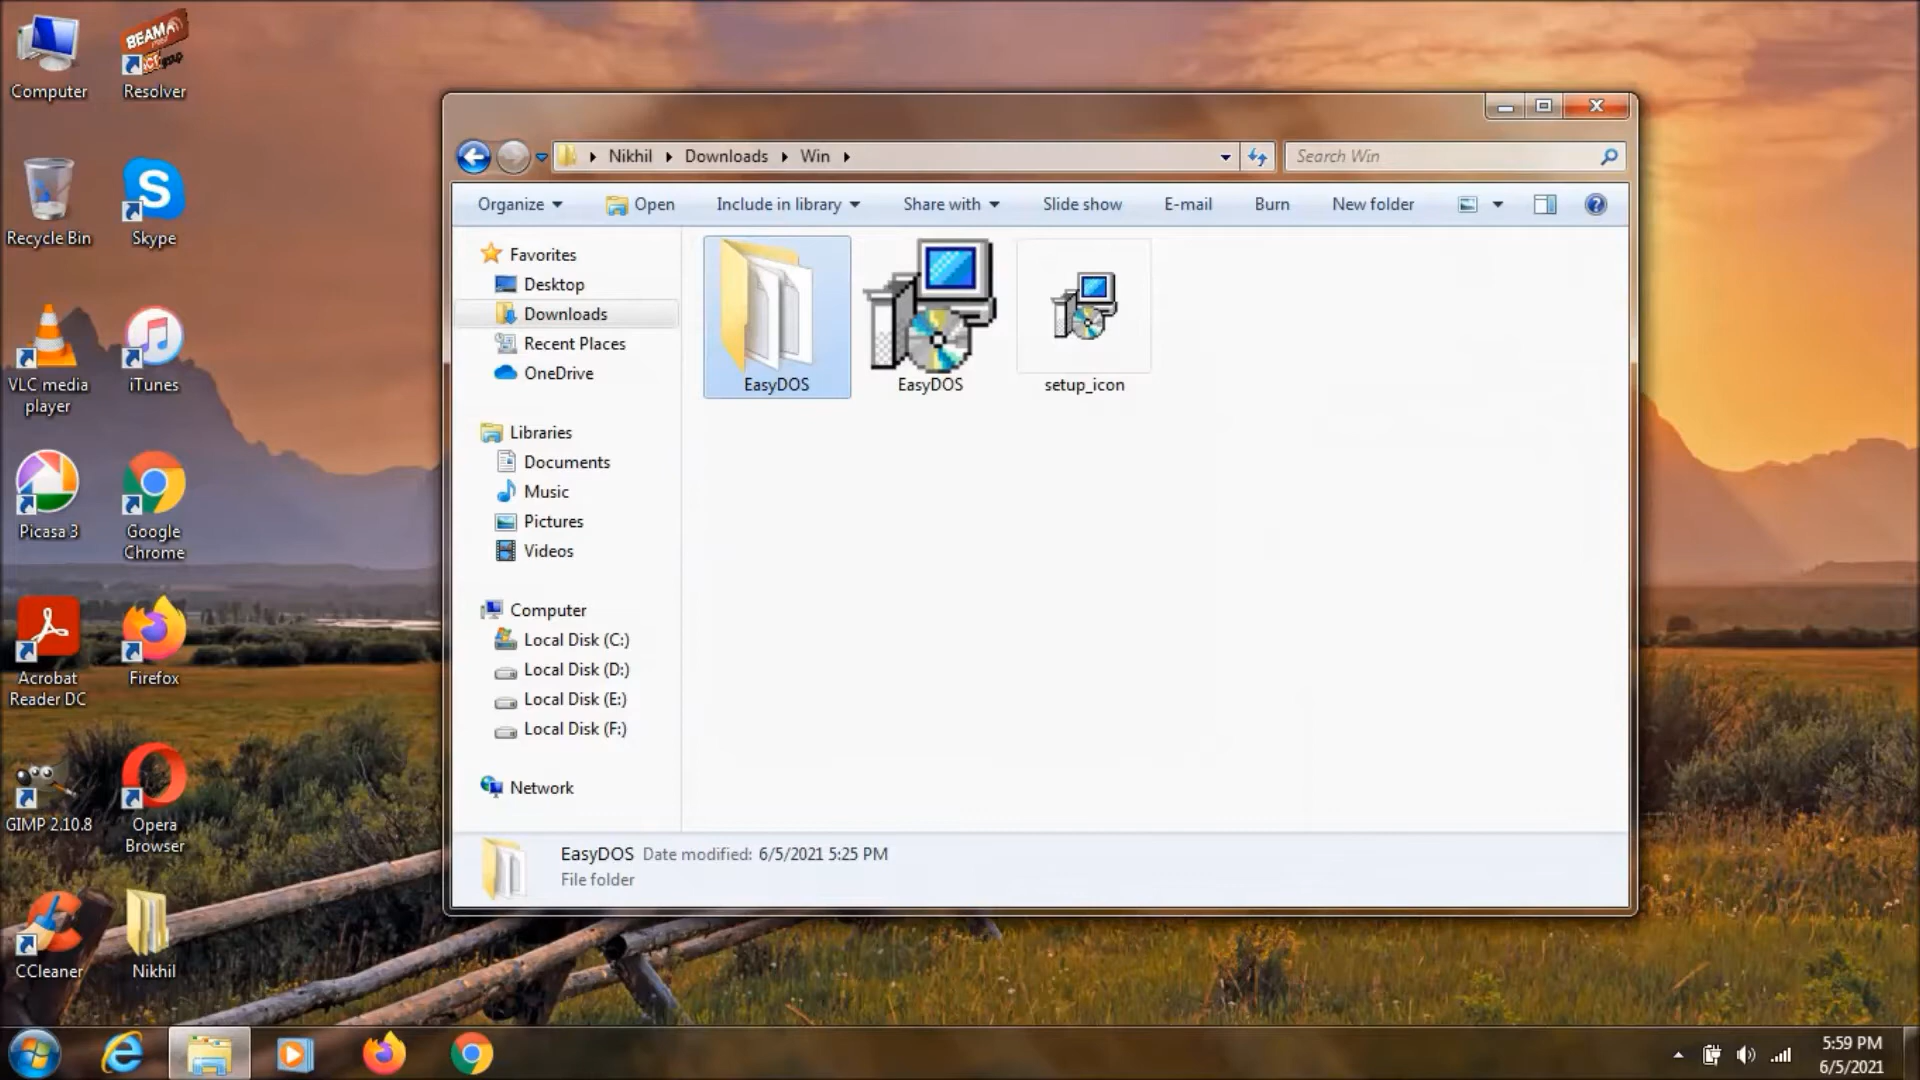 Computer
Resolver
BEAMA
Recycle Bin
Skype
VLC media
player
iTunes
Picasa 3
Google
Chrome
Acrobat
Reader DC
Firefox
GIMP 2.10.8
Opera
Browser
CCleaner
Nikhil
Nikhil
Downloads
Win
Search Win
Organize
Open
Include in library
Share with
Slide show
E-mail
Burn
New folder
Favorites
Desktop
Downloads
Recent Places
OneDrive
Libraries
Documents
Music
Pictures
Videos
Computer
Local Disk (C:)
Local Disk (D:)
Local Disk (E:)
Local Disk (F:)
Network
EasyDOS
EasyDOS
setup_icon
EasyDOS Date modified: 6/5/2021 5:25 PM
File folder
5:59 PM
6/5/2021